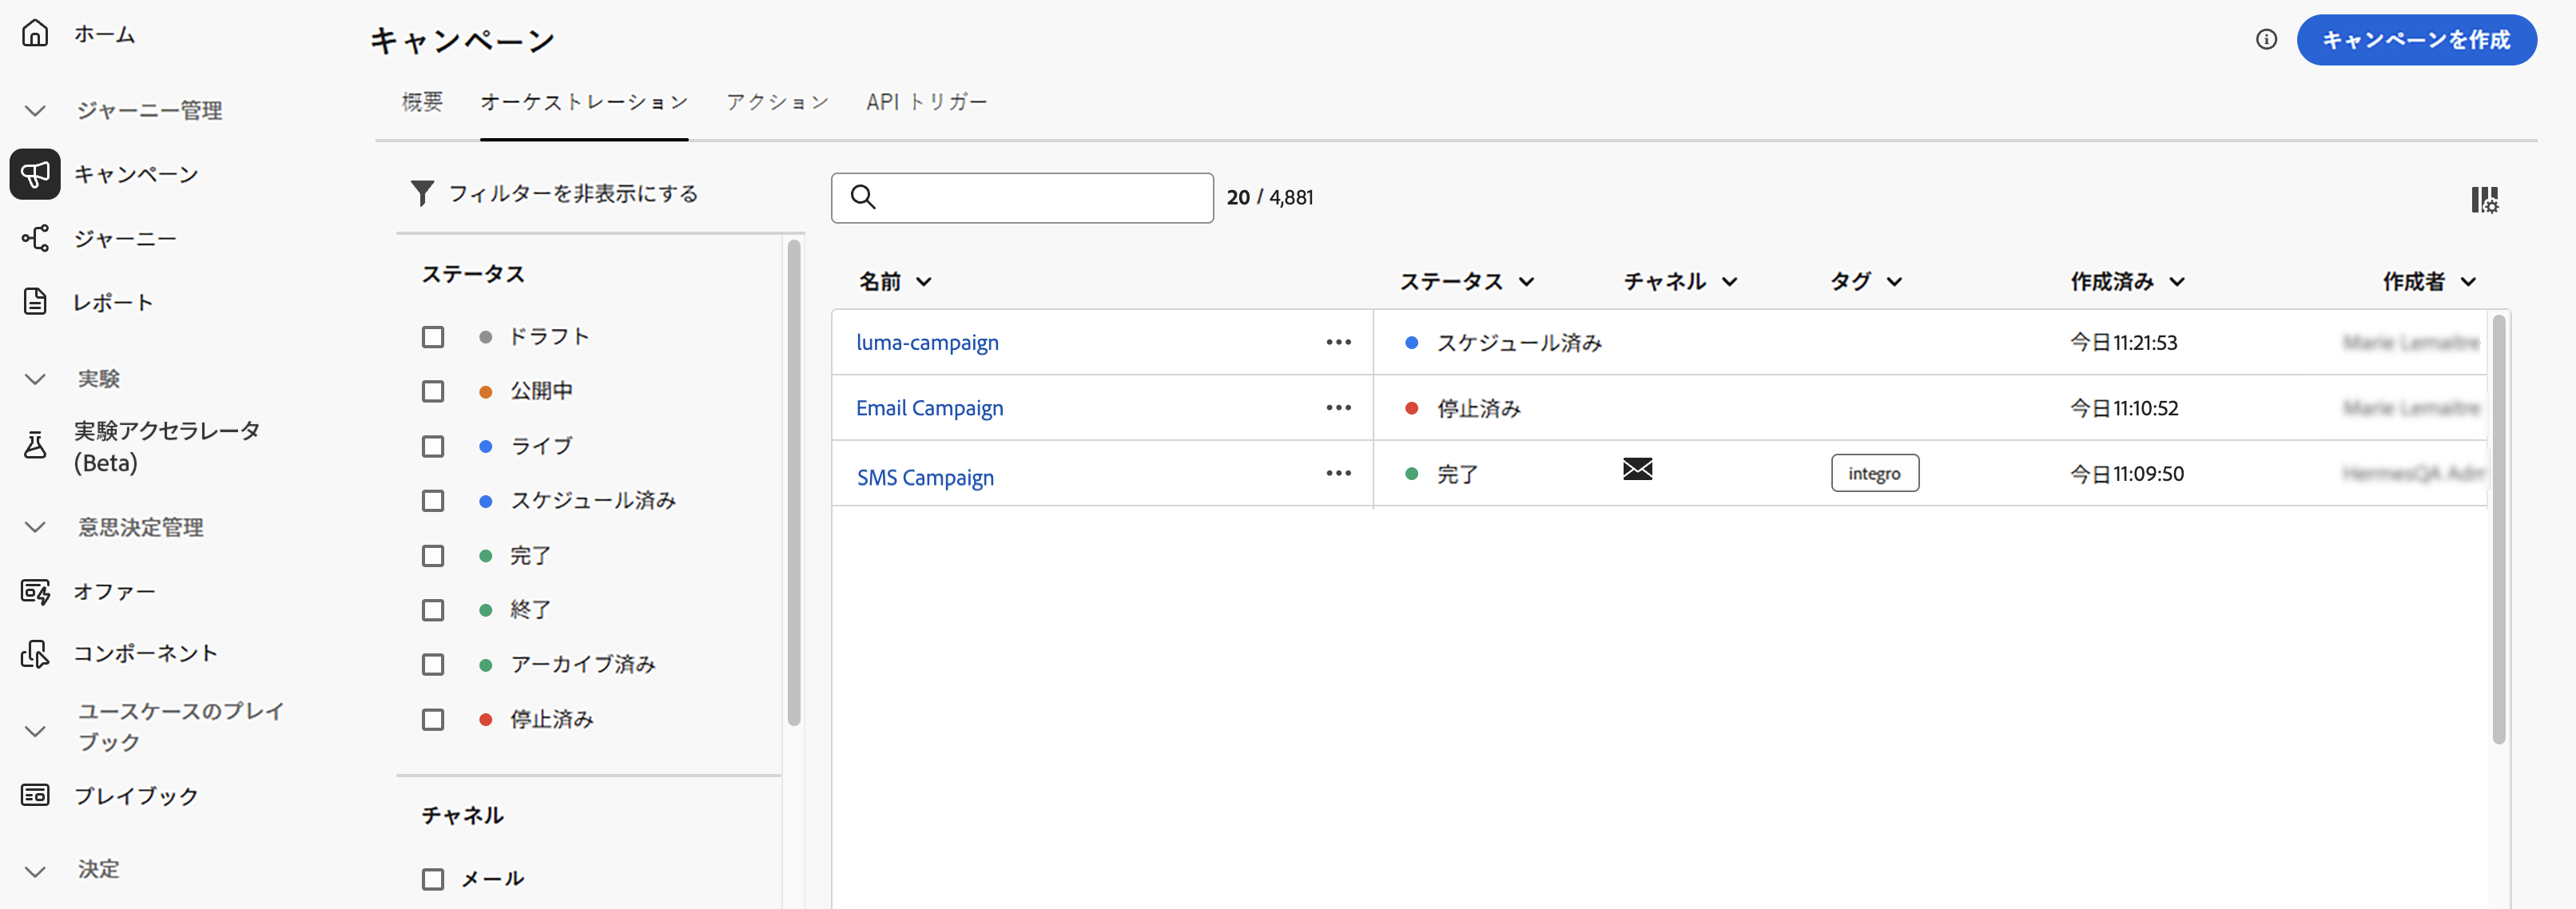 ホーム
ジャーニー管理
キャンペーン
ジャーニー
レポート
実験
実験アクセラレータ
(Beta)
意思決定管理
オファー
コンポーネント
ユースケースのプレイ
ブック
プレイブック
決定
キャンペーン
キャンペーンを作成
概要 オーケストレーション アクション API トリガー
フィルターを非表示にする
ステータス
ドラフト
公開中
ライブ
スケジュール済み
完了
終了
アーカイブ済み
停止済み
チャネル
メール
20 / 4,881
名前 ステータス チャネル タグ 作成済み 作成者
luma-campaign ••• スケジュール済み 今日11:21:53
Email Campaign ••• 停止済み 今日11:10:52
SMS Campaign ••• 完了 integro 今日11:09:50